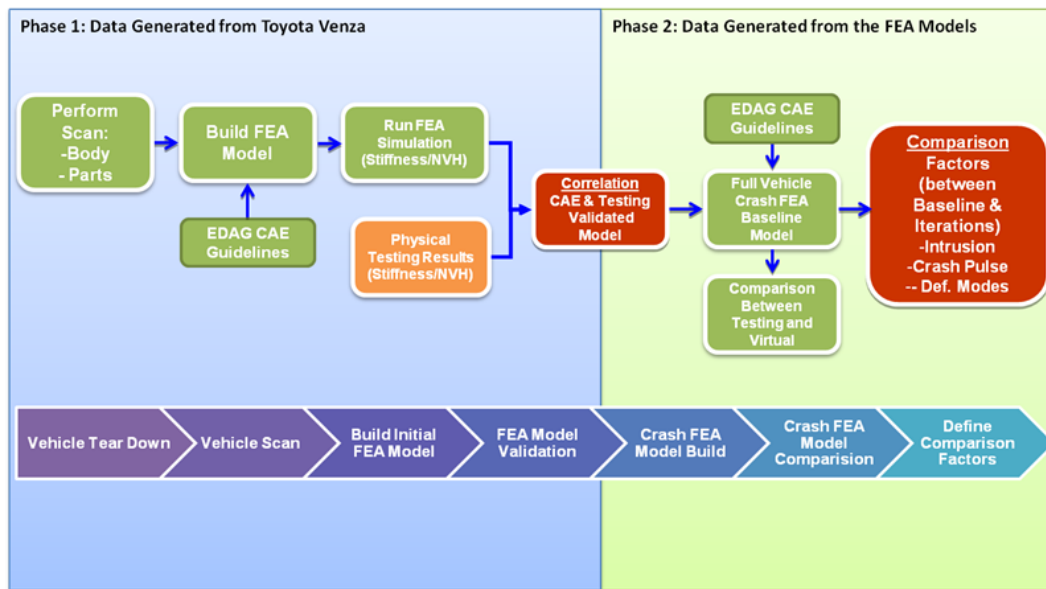 Phase 1: Data Generated from Toyota Venza
Phase 2: Data Generated from the FEA Models
Perform
Scan:
-Body
- Parts
Build FEA
Model
Run FEA
Simulation
(Stiffness/NVH)
EDAG CAE
Guidelines
Physical
Testing Results
(Stiffness/NVH)
Correlation
CAE & Testing
Validated
Model
EDAG CAE
Guidelines
Full Vehicle
Crash FEA
Baseline
Model
Comparison
Between
Testing and
Virtual
Comparison
Factors
(between
Baseline &
Iterations)
-Intrusion
-Crash Pulse
-- Def. Modes
Vehicle Tear Down
Vehicle Scan
Build Initial
FEA Model
FEA Model
Validation
Crash FEA
Model Build
Crash FEA
Model
Comparision
Define
Comparison
Factors